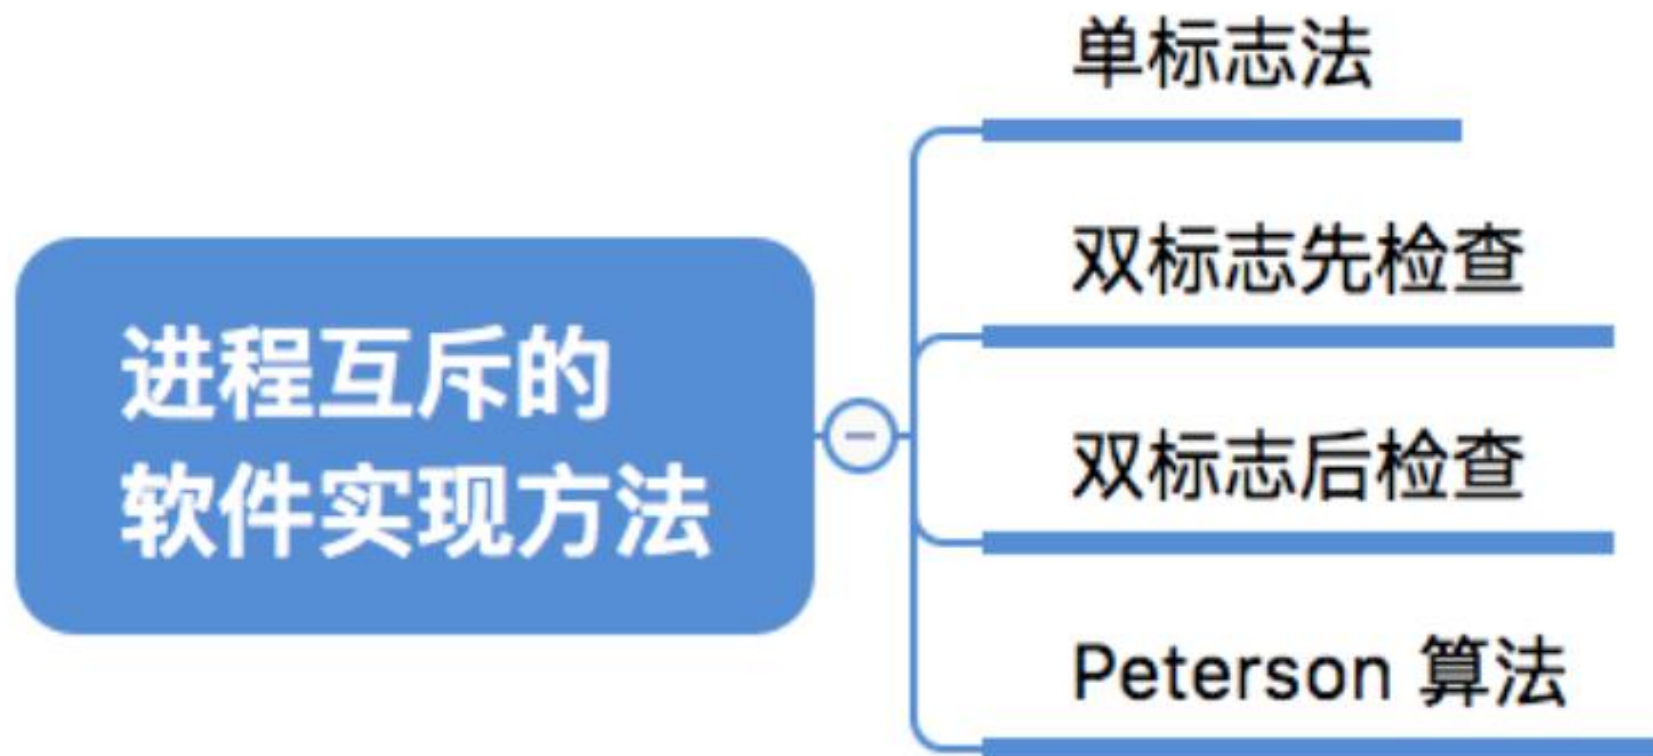 进程互斥的
软件实现方法
单标志法
双标志先检查
双标志后检查
Peterson 算法